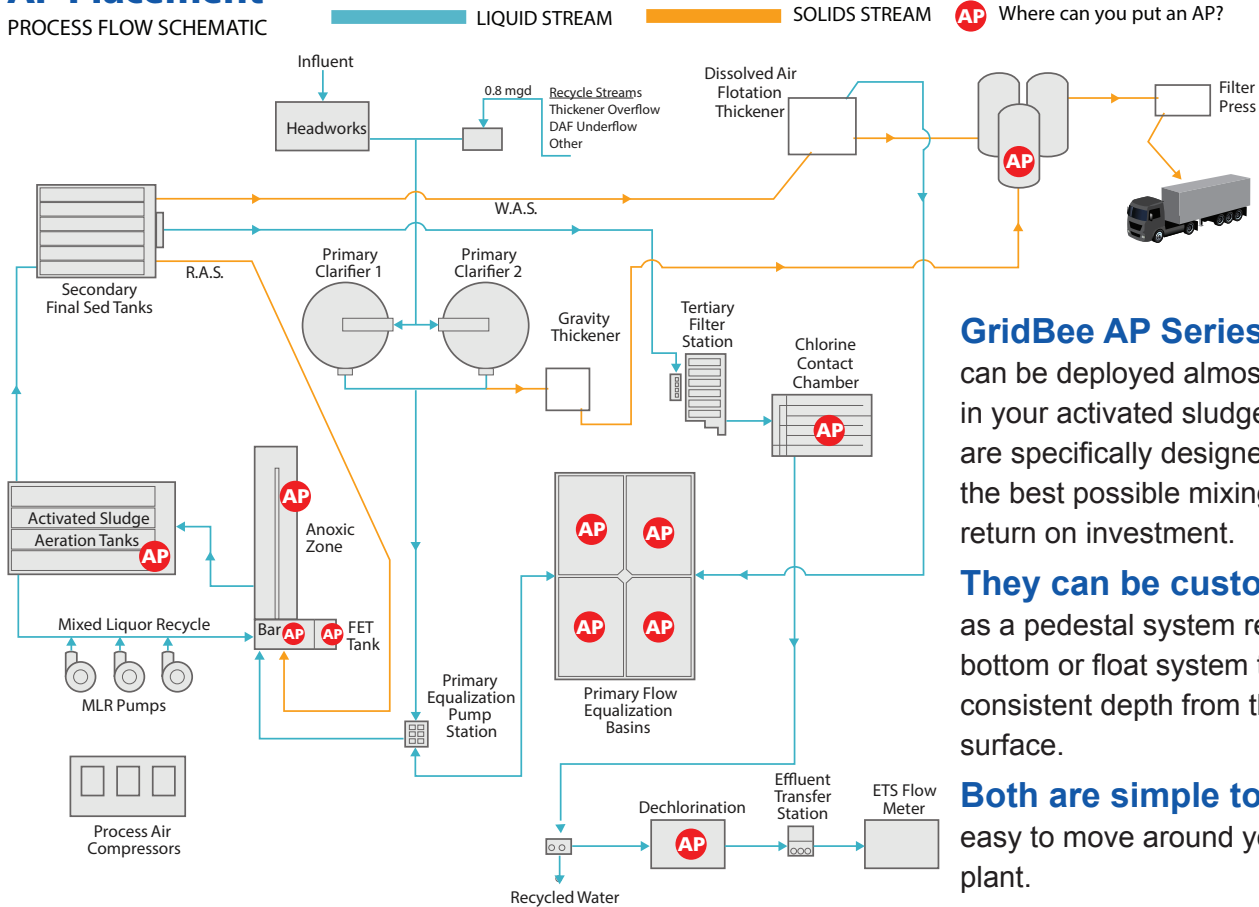 AP Placement
PROCESS FLOW SCHEMATIC
LIQUID STREAM
SOLIDS STREAM
AP
Where can you put an AP?
Influent
Headworks
0.8 mgd
Recycle Streams
Thickener Overflow
DAF Underflow
Other
Dissolved Air
Flotation
Thickener
AP
Filter
Press
W.A.S.
R.A.S.
Secondary
Final Sed Tanks
Primary
Clarifier 1
Primary
Clarifier 2
Gravity
Thickener
Tertiary
Filter
Station
Chlorine
Contact
Chamber
AP
Activated Sludge
Aeration Tanks
AP
AP
Anoxic
Zone
Bar
AP
AP
FET
Tank
Mixed Liquor Recycle
MLR Pumps
Primary
Equalization
Pump
Station
AP
AP
AP
AP
Primary Flow
Equalization
Basins
Process Air
Compressors
Dechlorination
AP
Effluent
Transfer
Station
ETS Flow
Meter
Recycled Water
GridBee AP Series
can be deployed almos
in your activated sludge
are specifically designe
the best possible mixing
return on investment.
They can be custo
as a pedestal system re
bottom or float system t
consistent depth from th
surface.
Both are simple to
easy to move around yo
plant.